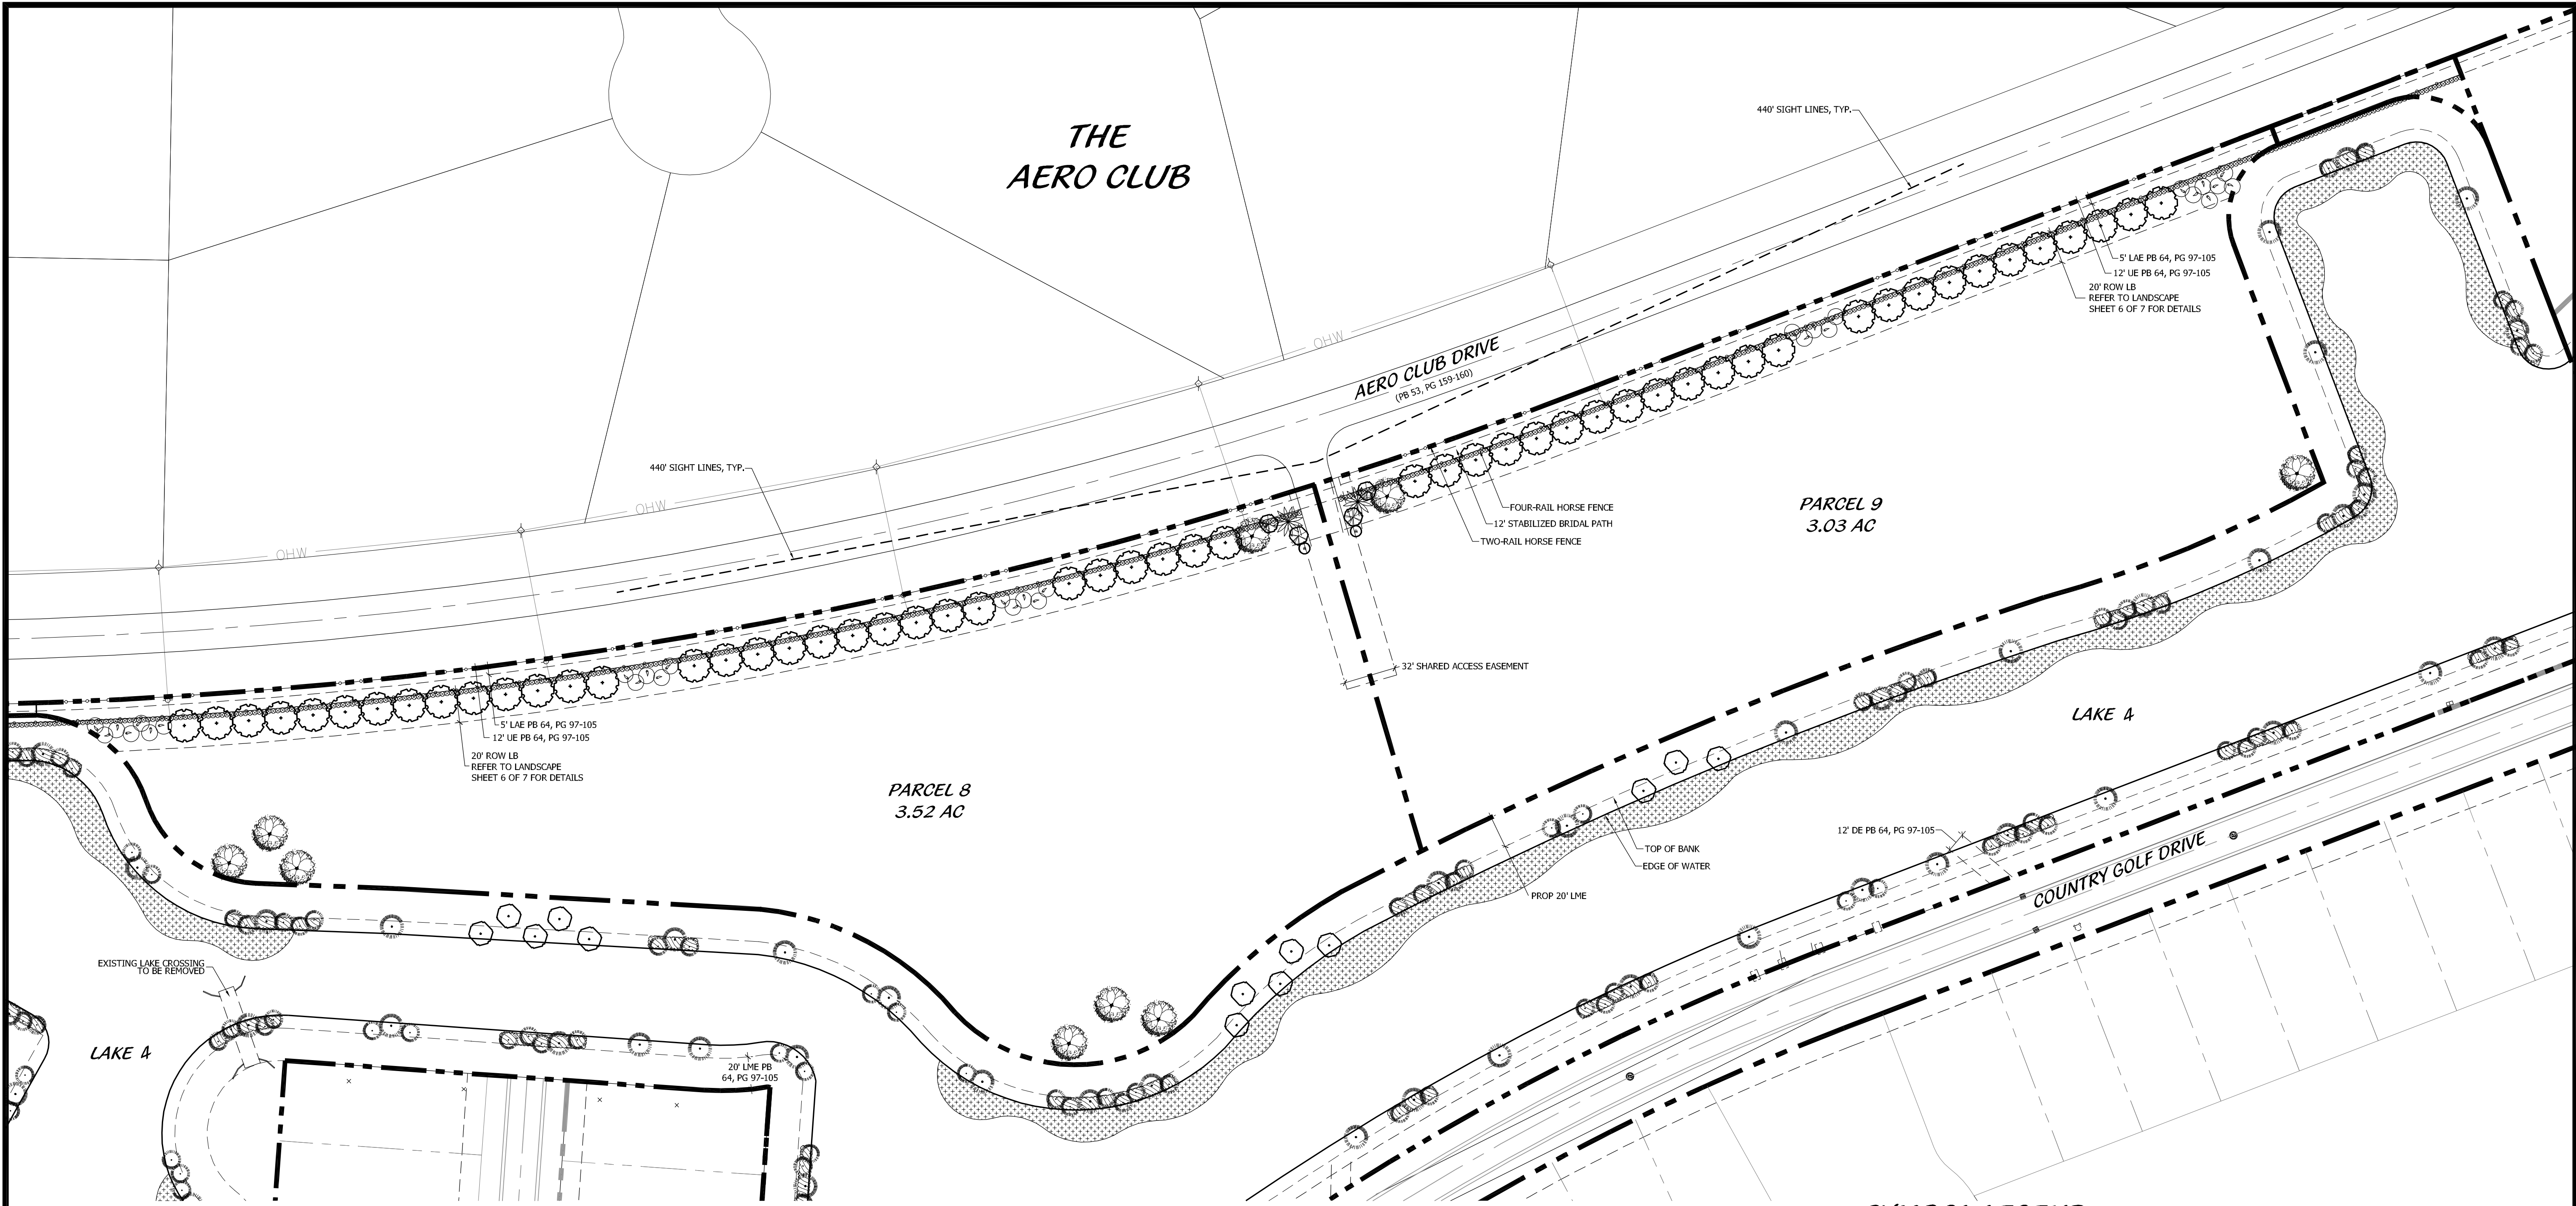 THE
AERO CLUB
440' SIGHT LINES, TYP.
5' LAE PB 64, PG 97-105
12' UE PB 64, PG 97-105
20' ROW LB
REFER TO LANDSCAPE
SHEET 6 OF 7 FOR DETAILS
OHW
AERO CLUB DRIVE
(PB 53, PG 159-160)
440' SIGHT LINES, TYP.
OHW
OHW
FOUR-RAIL HORSE FENCE
12' STABILIZED BRIDAL PATH
TWO-RAIL HORSE FENCE
PARCEL 9
3.03 AC
32' SHARED ACCESS EASEMENT
5' LAE PB 64, PG 97-105
12' UE PB 64, PG 97-105
20' ROW LB
REFER TO LANDSCAPE
SHEET 6 OF 7 FOR DETAILS
PARCEL 8
3.52 AC
LAKE 4
12' DE PB 64, PG 97-105
TOP OF BANK
EDGE OF WATER
PROP 20' LME
COUNTRY GOLF DRIVE
EXISTING LAKE CROSSING
TO BE REMOVED
LAKE 4
20' LME PB
64, PG 97-105